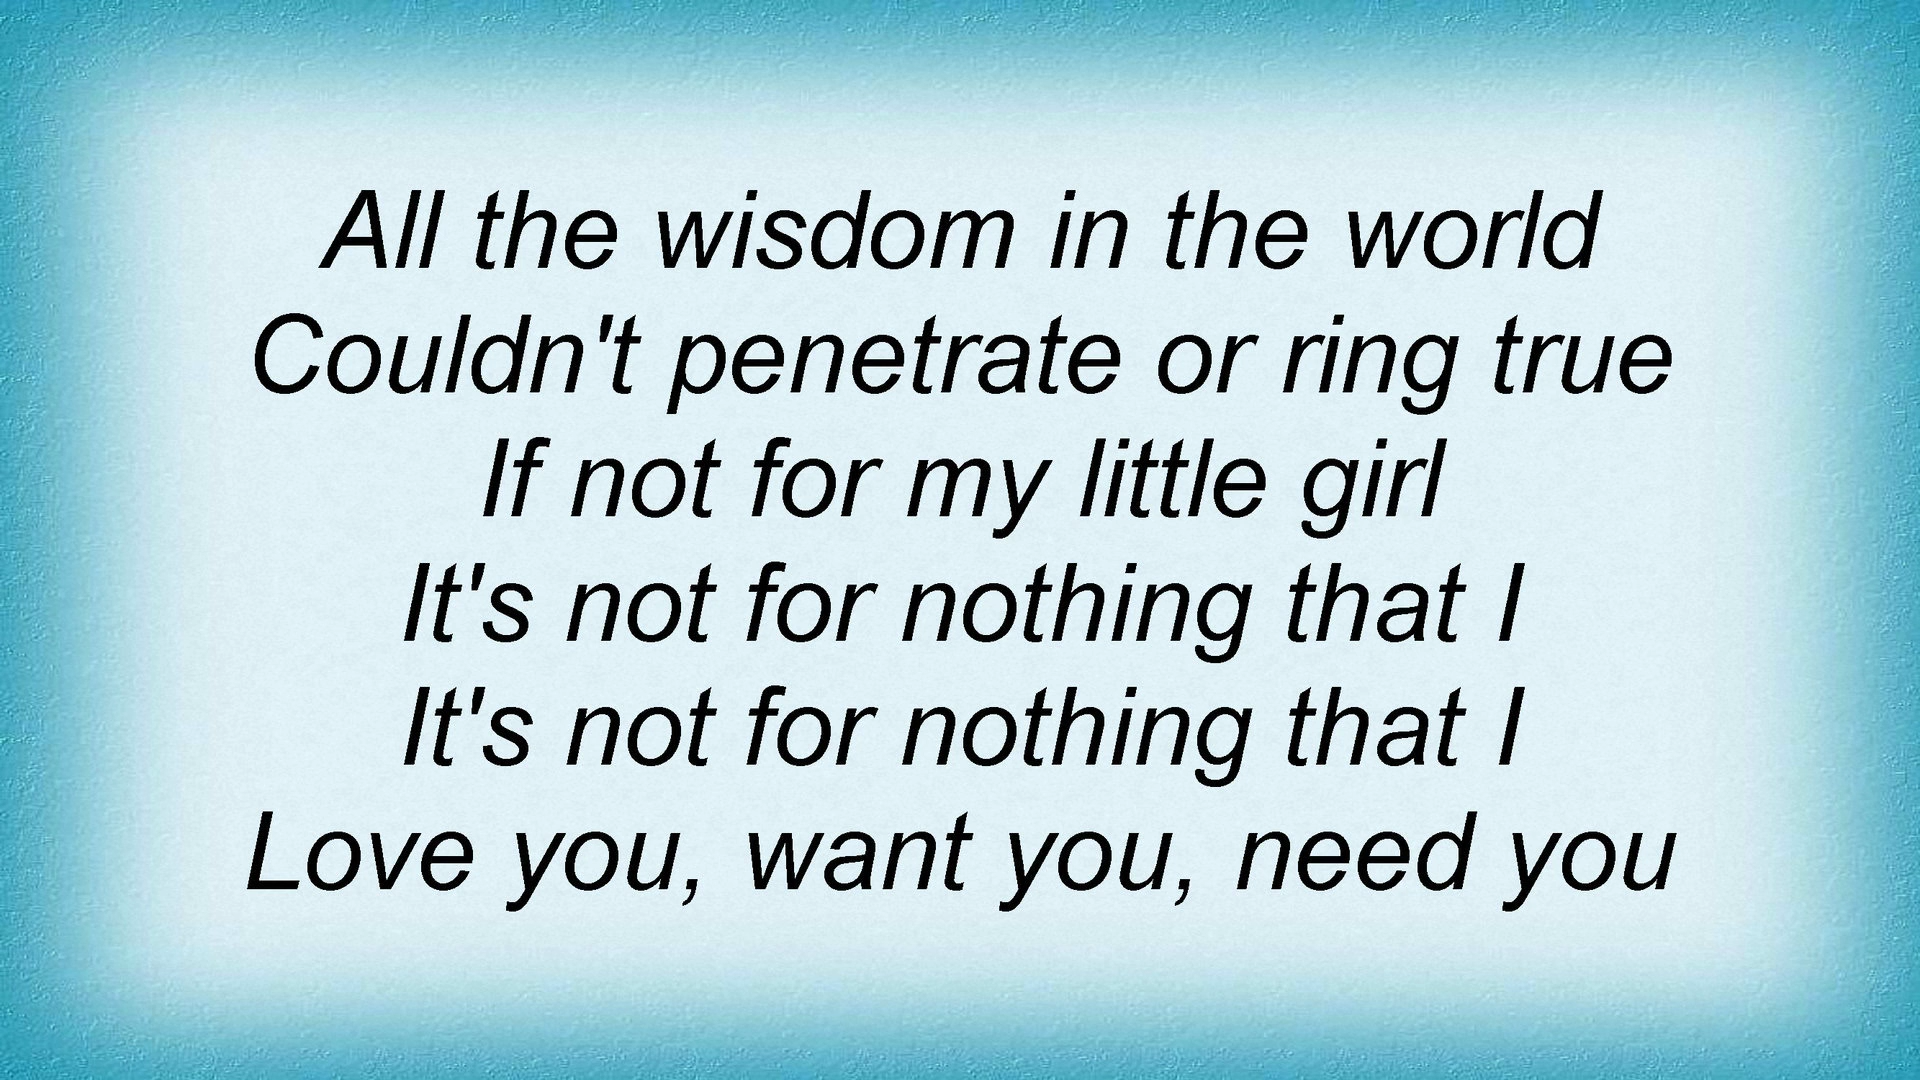 All the wisdom in the world
Couldn't penetrate or ring true
If not for my little girl
It's not for nothing that I
It's not for nothing that I
Love you, want you, need you